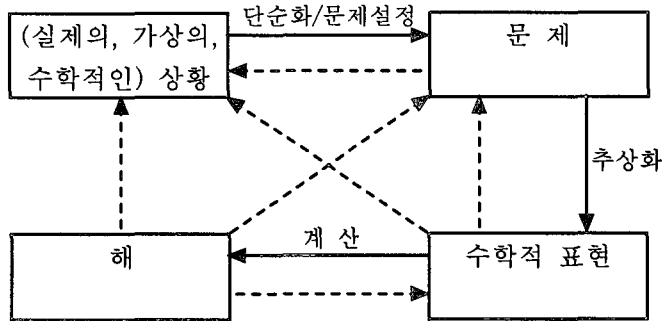 (실제의, 가상의,
수학적인) 상황
단순화/문제설정
문 제
추상화
해
계 산
수학적 표현